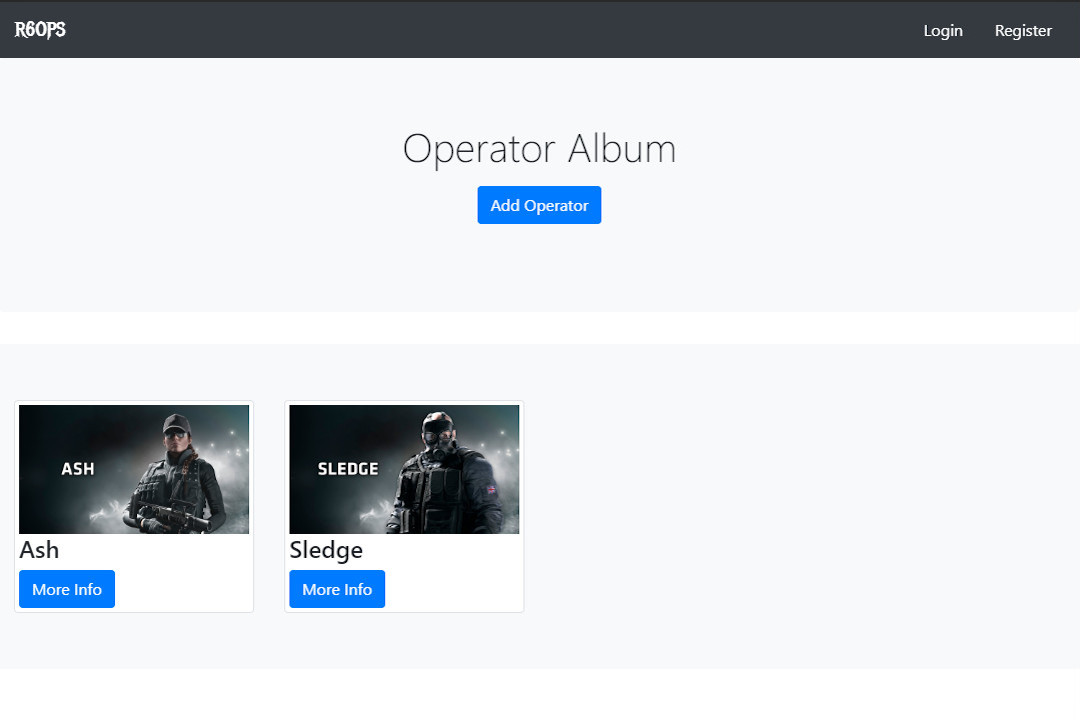 R6OPS
Login
Register
Operator Album
Add Operator
ASH
SLEDGE
Ash
Sledge
More Info
More Info